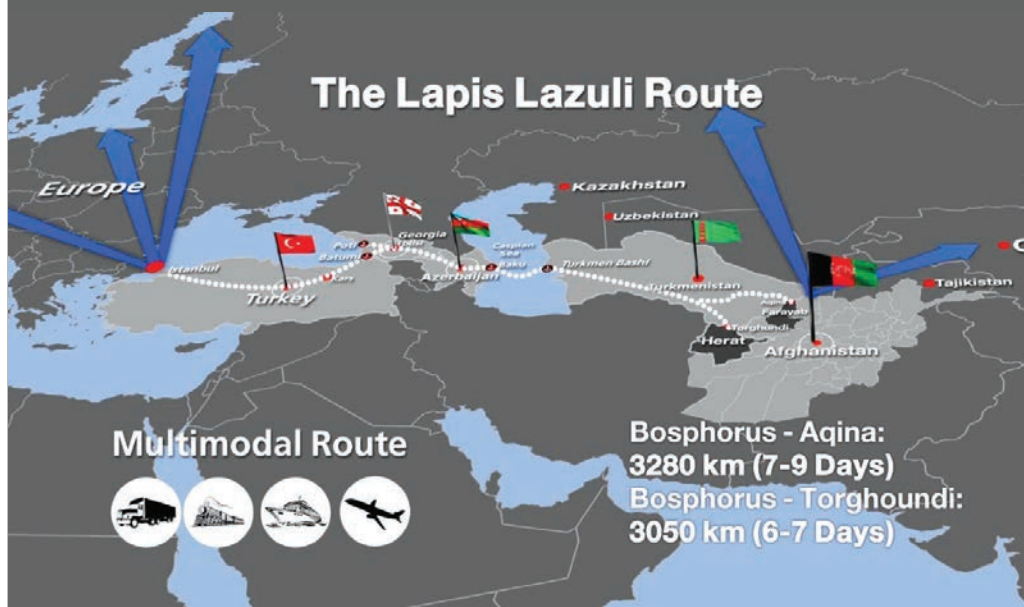 The Lapis Lazuli Route
Europe
Kazakhstan
Uzbekistan
Georgia
Poti
Batumi
Istanbul
Kars
Turkey
Caspian
Sea
Baku
Azerbaijan
Turkmen Bashi
Turkmenistan
Tajikistan
Aqina
Farayab
Torghundi
Herat
Afghanistan
Multimodal Route
Bosphorus - Aqina:
3280 km (7-9 Days)
Bosphorus - Torghoundi:
3050 km (6-7 Days)